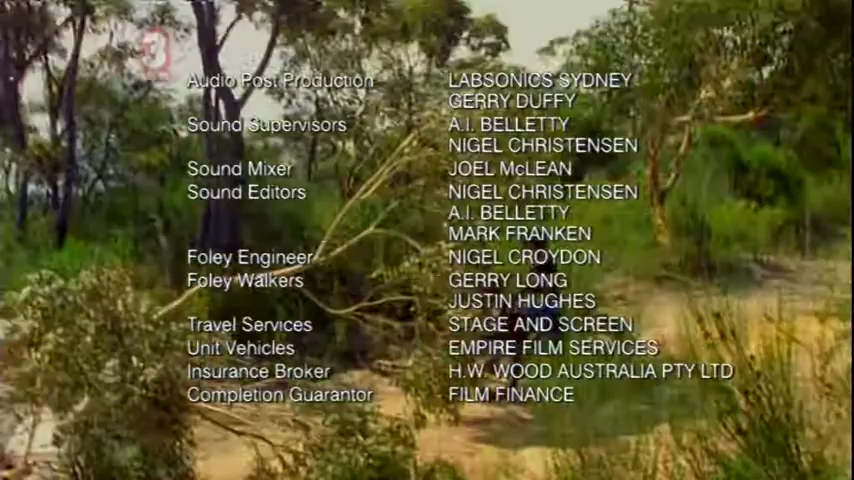 3
Audio Post Production LABSONICS SYDNEY
GERRY DUFFY
Sound Supervisors A.I. BELLETTY
NIGEL CHRISTENSEN
Sound Mixer JOEL McLEAN
Sound Editors NIGEL CHRISTENSEN
A.I. BELLETTY
MARK FRANKEN
Foley Engineer NIGEL CROYDON
Foley Walkers GERRY LONG
JUSTIN HUGHES
Travel Services STAGE AND SCREEN
Unit Vehicles EMPIRE FILM SERVICES
Insurance Broker H.W. WOOD AUSTRALIA PTY LTD
Completion Guarantor FILM FINANCE